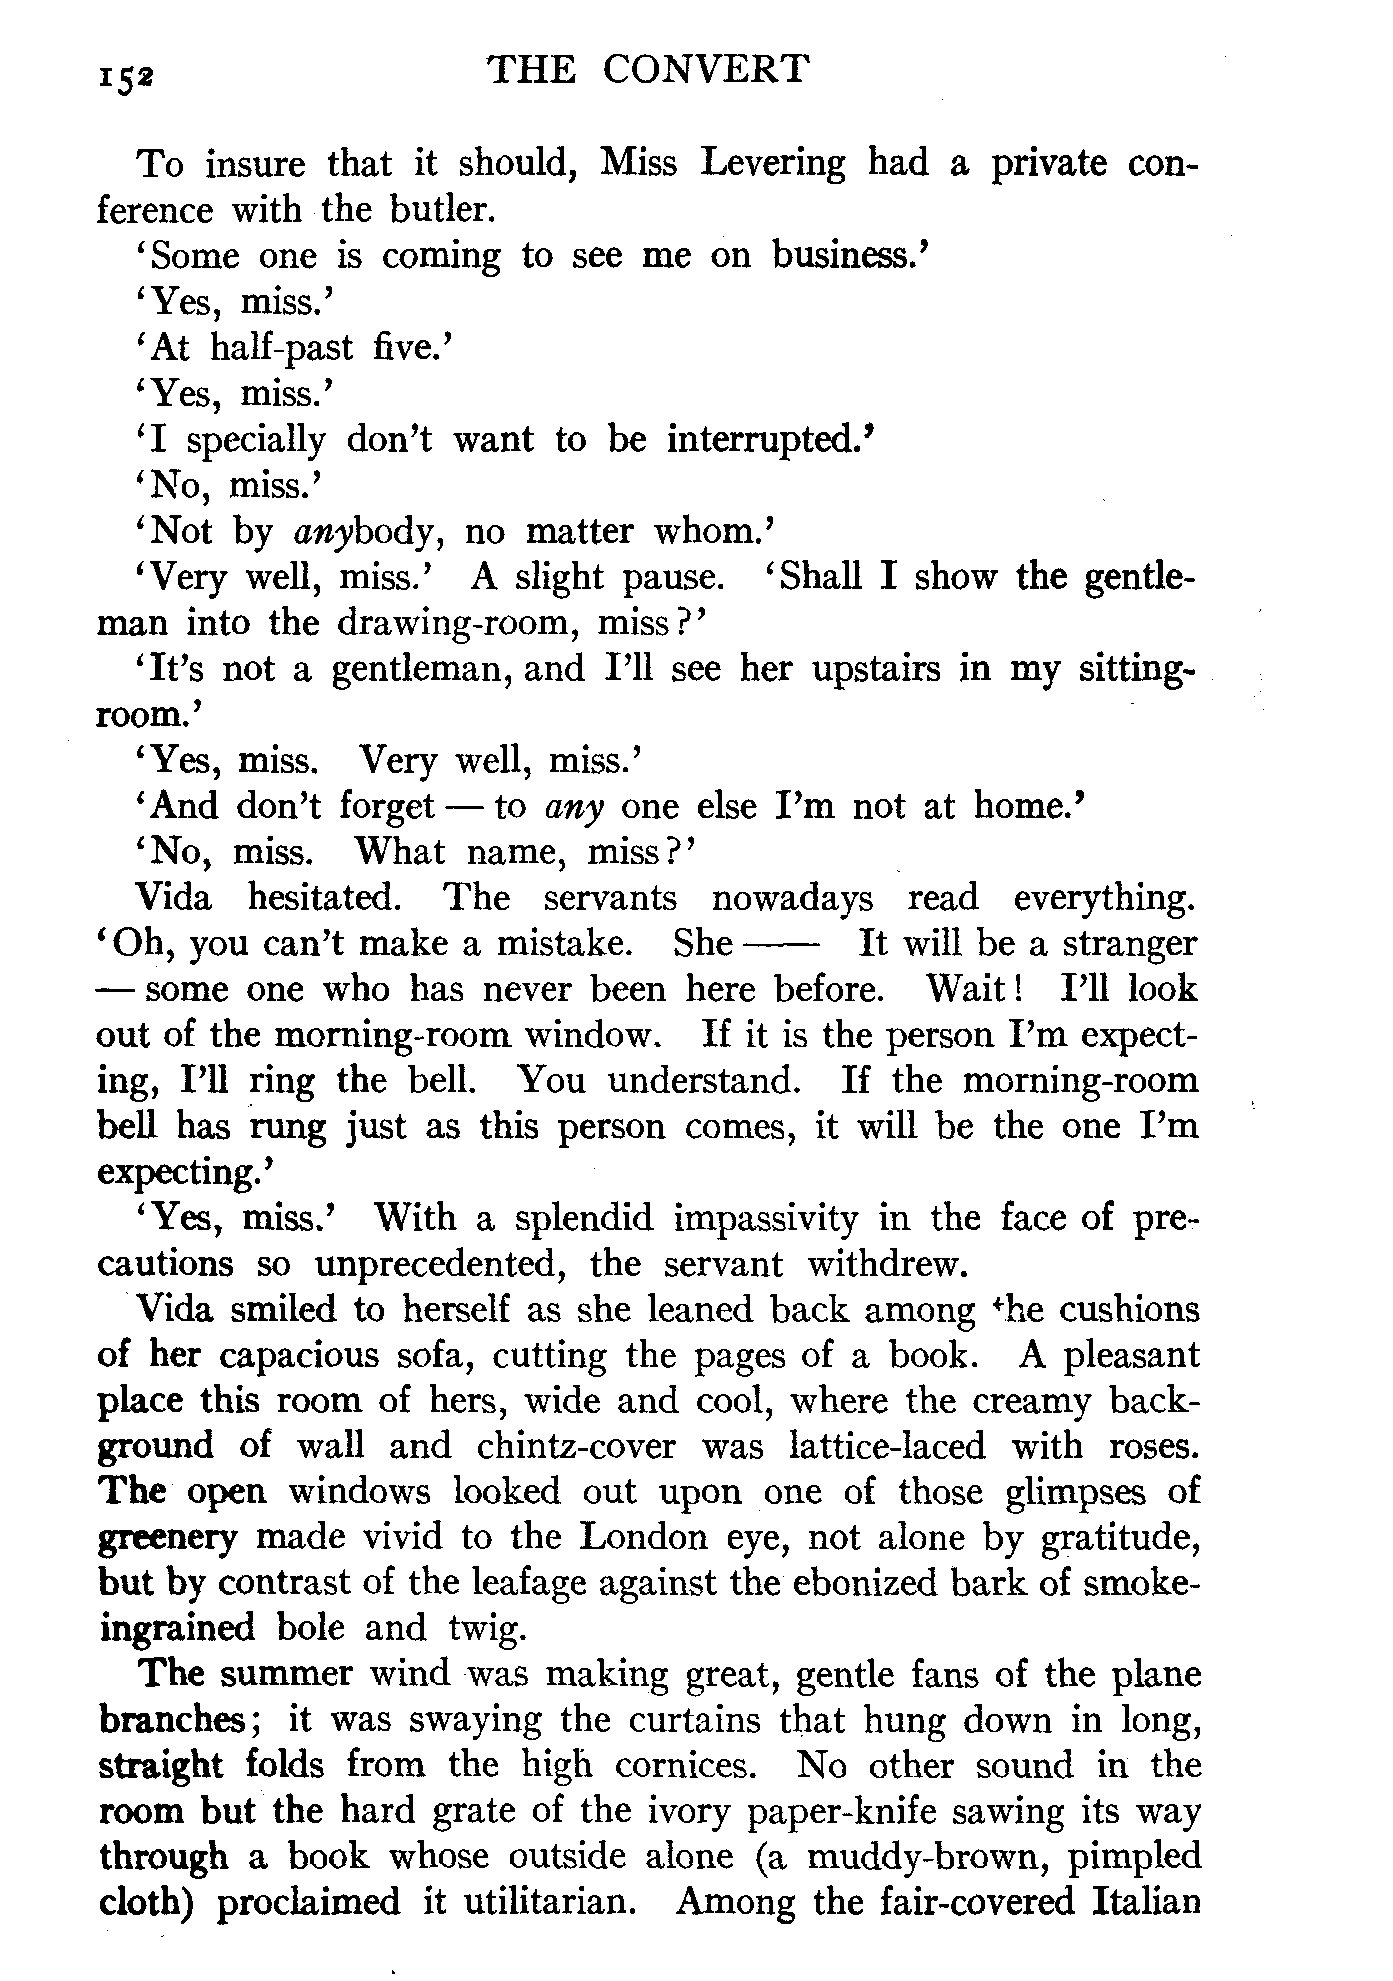 152 THE CONVERT
To insure that it should, Miss Levering had a private con-
ference with the butler.
‘Some one is coming to see me on business.’
‘Yes, miss.’
‘At half-past five.’
‘Yes, miss.’
‘I specially don’t want to be interrupted.’
‘No, miss.’
‘Not by anybody, no matter whom.’
‘Very well, miss.’ A slight pause. ‘Shall I show the gentle-
man into the drawing-room, miss?’
‘It’s not a gentleman, and I’ll see her upstairs in my sitting-
room.’
‘Yes, miss. Very well, miss.’
‘And don’t forget — to any one else I’m not at home.’
‘No, miss. What name, miss?’
Vida hesitated. The servants nowadays read everything.
‘Oh, you can’t make a mistake. She —— It will be a stranger
— some one who has never been here before. Wait! I’ll look
out of the morning-room window. If it is the person I’m expect-
ing, I’ll ring the bell. You understand. If the morning-room
bell has rung just as this person comes, it will be the one I’m
expecting.’
‘Yes, miss.’ With a splendid impassivity in the face of pre-
cautions so unprecedented, the servant withdrew.
Vida smiled to herself as she leaned back among the cushions
of her capacious sofa, cutting the pages of a book. A pleasant
place this room of hers, wide and cool, where the creamy back-
ground of wall and chintz-cover was lattice-laced with roses.
The open windows looked out upon one of those glimpses of
greenery made vivid to the London eye, not alone by gratitude,
but by contrast of the leafage against the ebonized bark of smoke-
ingrained bole and twig.
The summer wind was making great, gentle fans of the plane
branches; it was swaying the curtains that hung down in long,
straight folds from the high cornices. No other sound in the
room but the hard grate of the ivory paper-knife sawing its way
through a book whose outside alone (a muddy-brown, pimpled
cloth) proclaimed it utilitarian. Among the fair-covered Italian